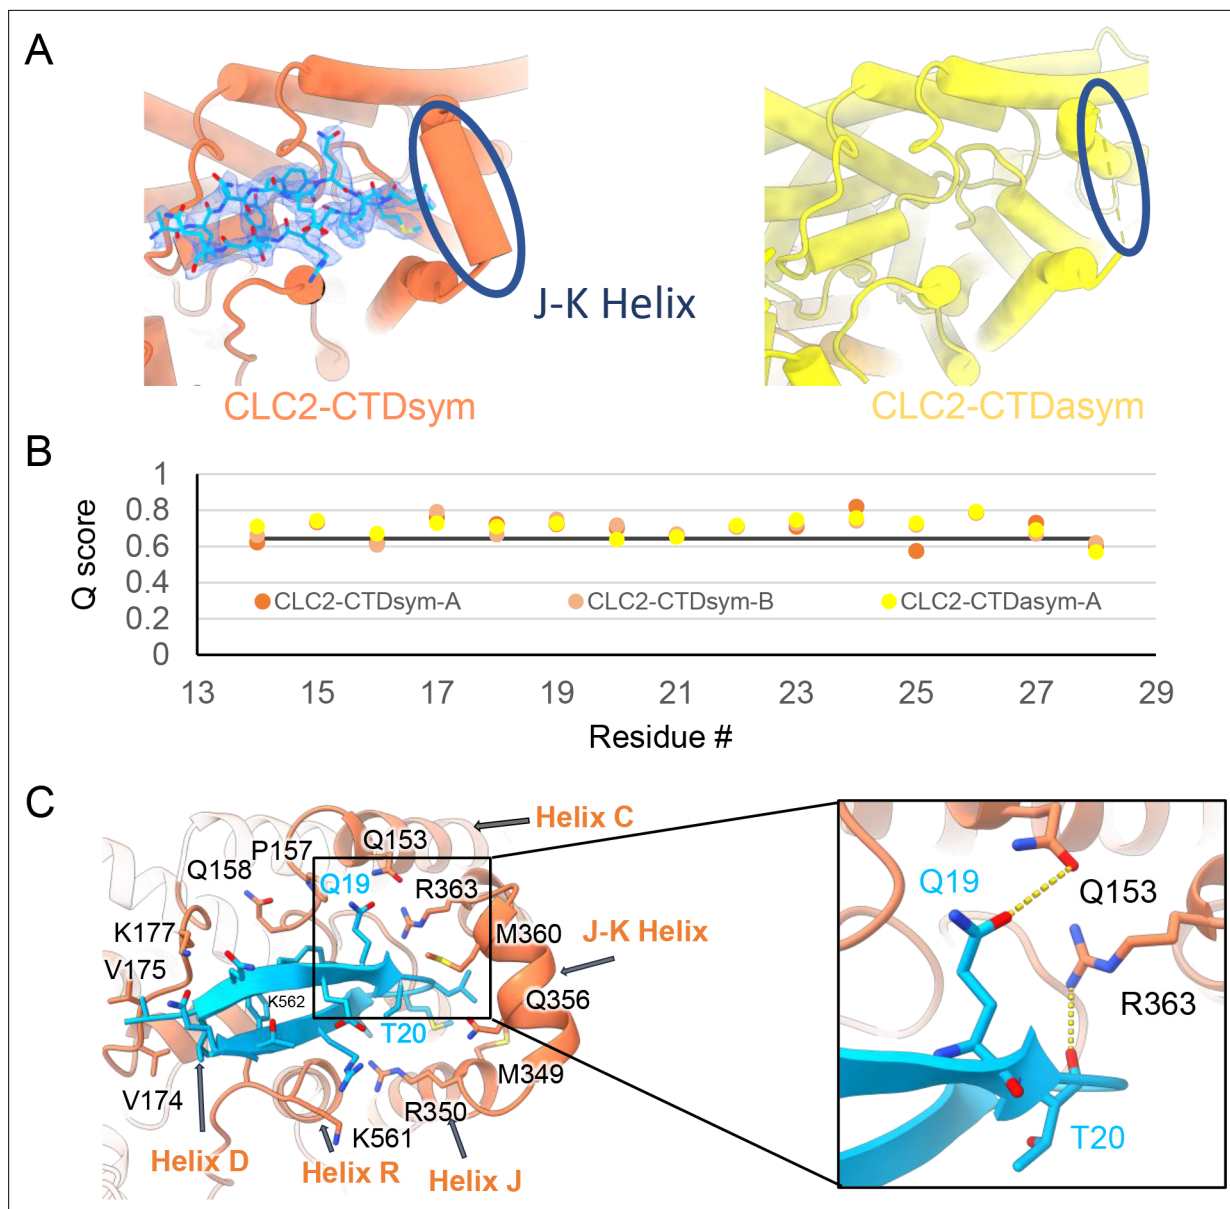 A
J-K Helix
CLC2-CTDsym
CLC2-CTDasym
B
Q score
1
0.8
0.6
0.4
0.2
0
CLC2-CTDsym-A
CLC2-CTDsym-B
CLC2-CTDasym-A
13 15 17 19 21 23 25 27 29
Residue #
C
Helix C
Q153
P157
Q158
Q19
R363
K177
M360
J-K Helix
V175
Q356
K562
T20
M349
V174
R350
K561
Helix D
Helix R
Helix J
Q19
Q153
R363
T20